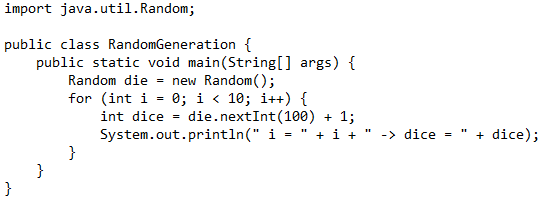 import java.util.Random;

public class RandomGeneration {
    public static void main(String[] args) {
        Random die = new Random();
        for (int i = 0; i < 10; i++) {
            int dice = die.nextInt(100) + 1;
            System.out.println(" i = " + i + " -> dice = " + dice);
        }
    }
}